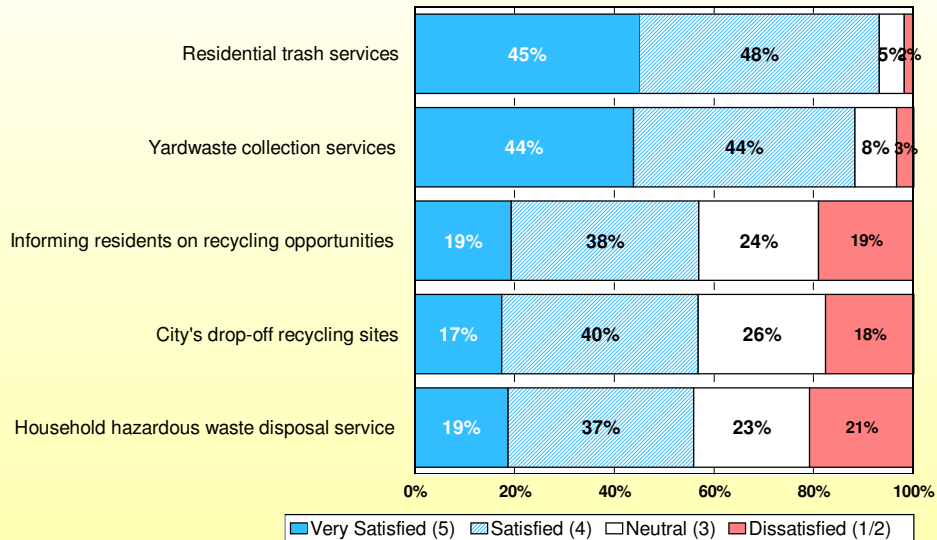 Residential trash services 45% 48% 5% 2%
Yardwaste collection services 44% 44% 8% 3%
Informing residents on recycling opportunities 19% 38% 24% 19%
City's drop-off recycling sites 17% 40% 26% 18%
Household hazardous waste disposal service 19% 37% 23% 21%
0% 20% 40% 60% 80% 100%
Very Satisfied (5) Satisfied (4) Neutral (3) Dissatisfied (1/2)